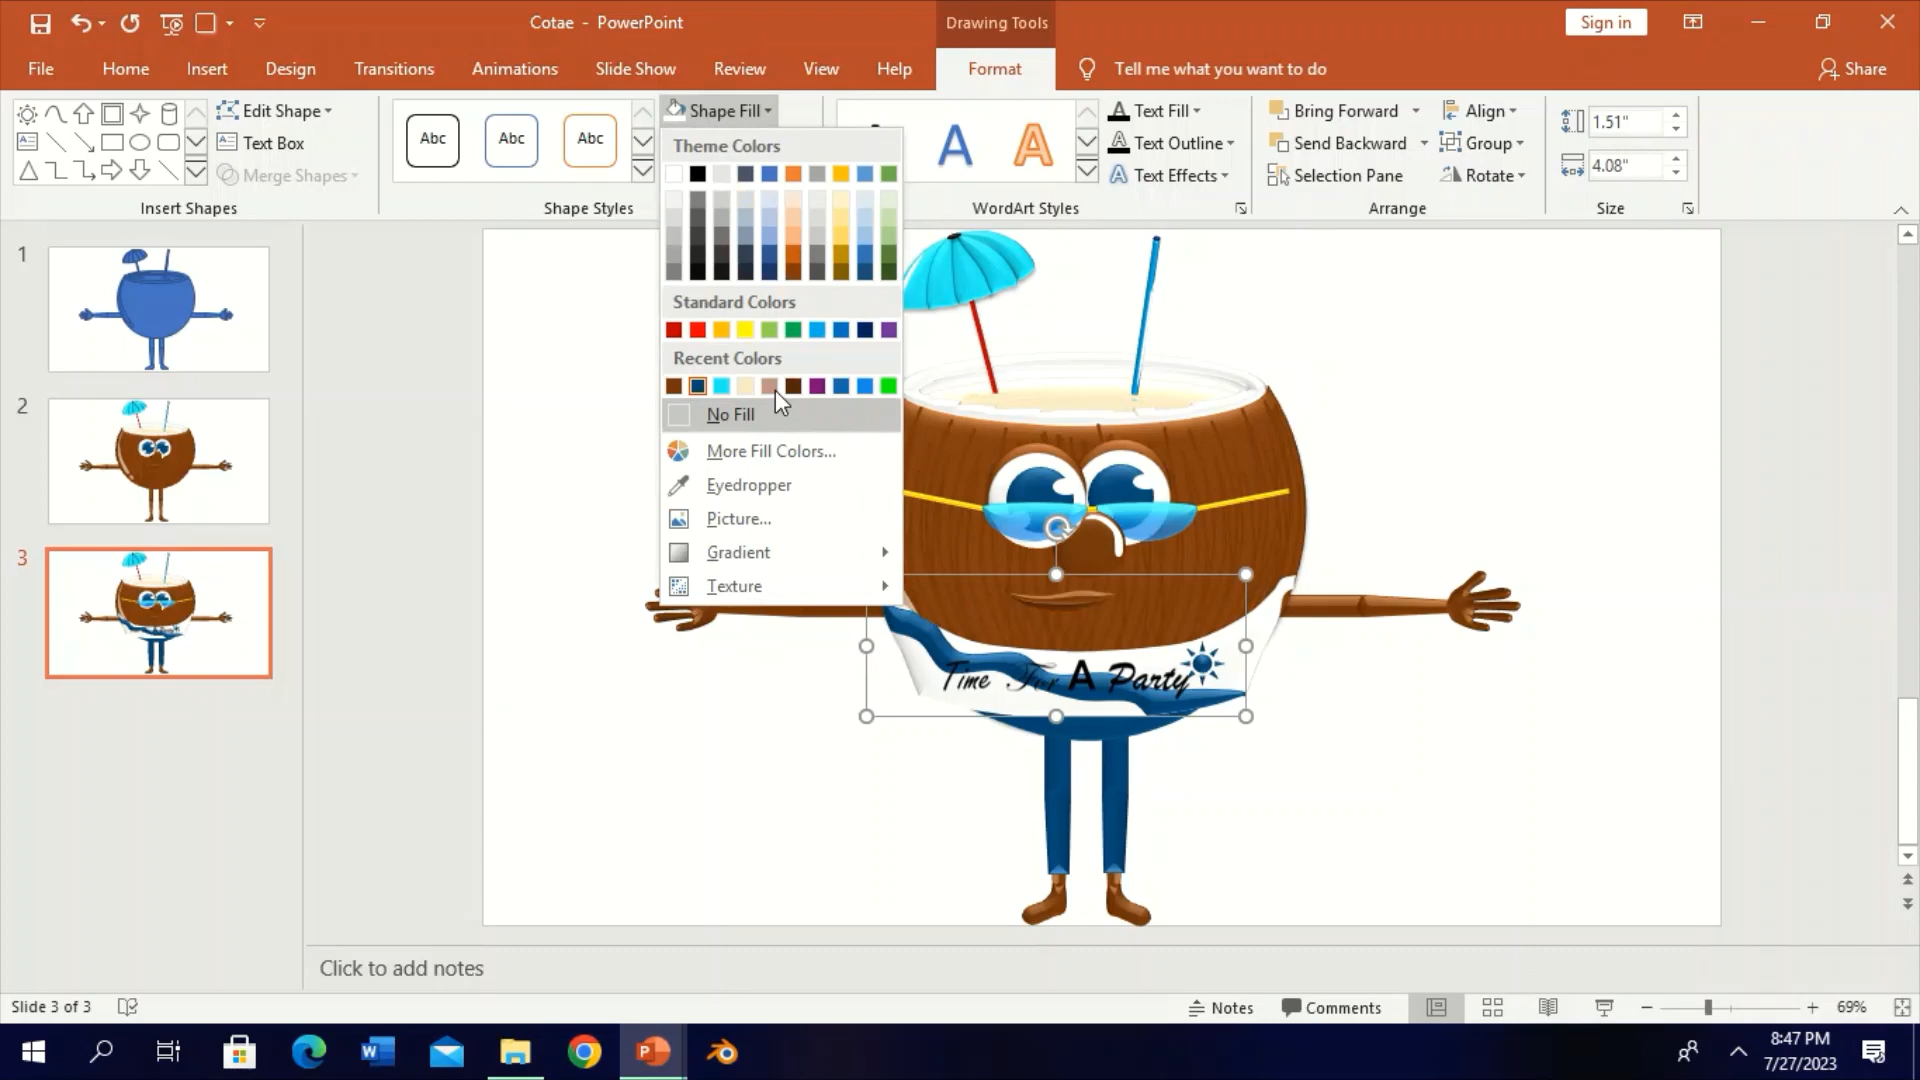 Cotae - PowerPoint
Drawing Tools
Sign in
File
Home
Insert
Design
Transitions
Animations
Slide Show
Review
View
Help
Format
Tell me what you want to do
Share
Edit Shape
Text Box
Merge Shapes
Insert Shapes
Abc
Abc
Abc
Shape Styles
Shape Fill
Theme Colors
Standard Colors
Recent Colors
No Fill
More Fill Colors...
Eyedropper
Picture...
Gradient
Texture
A
A
WordArt Styles
Text Fill
Text Outline
Text Effects
Bring Forward
Send Backward
Selection Pane
Align
Group
Rotate
Arrange
1.51"
4.08"
Size
1
2
3
Time For A Party
Click to add notes
Slide 3 of 3
Notes
Comments
69%
8:47 PM
7/27/2023